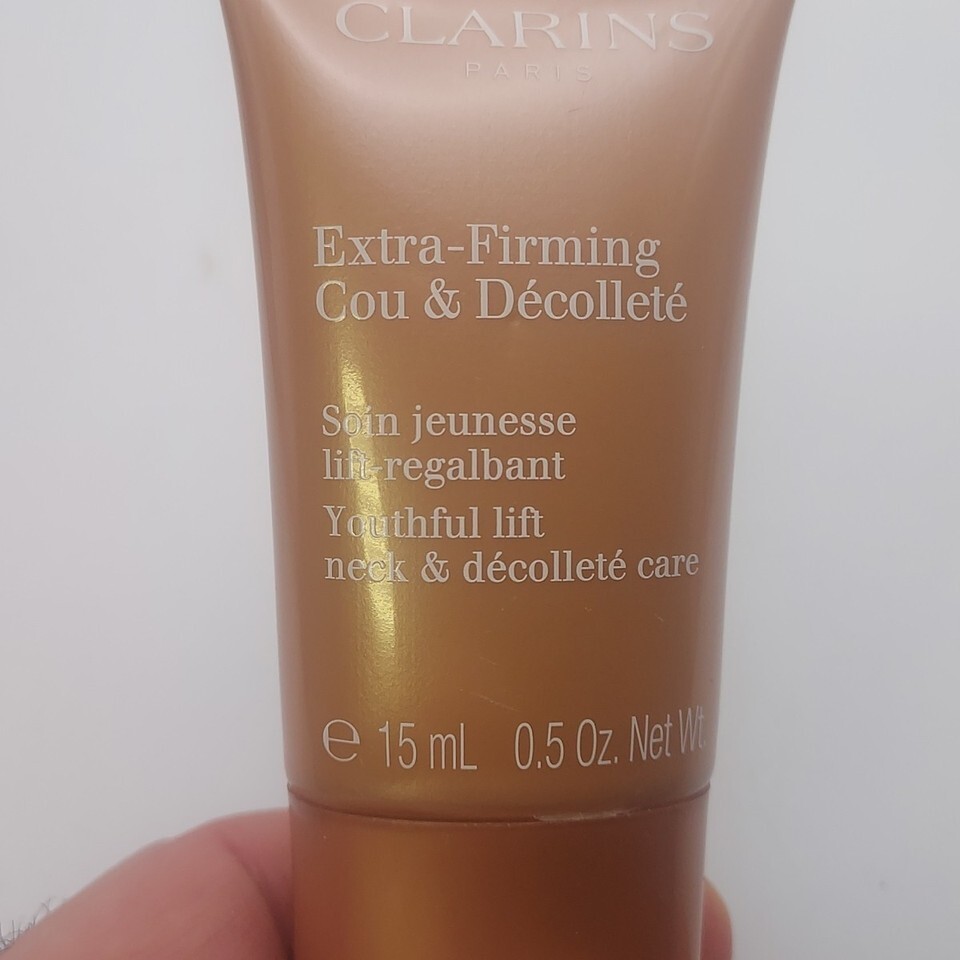 CLARINS
PARIS
Extra-Firming
Cou & Décolleté
Soin jeunesse
lift-regalbant
Youthful lift
neck & décolleté care
℮ 15 mL 0.5 Oz. Net Wt.